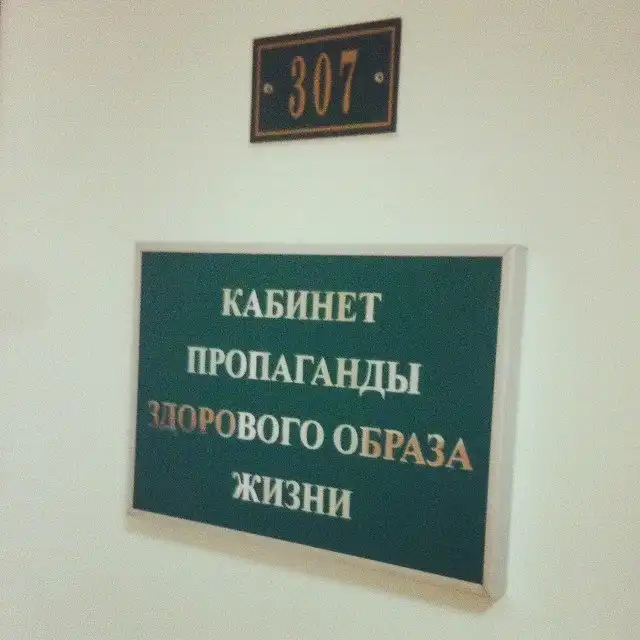 307
КАБИНЕТ
ПРОПАГАНДЫ
ЗДОРОВОГО ОБРАЗА
ЖИЗНИ